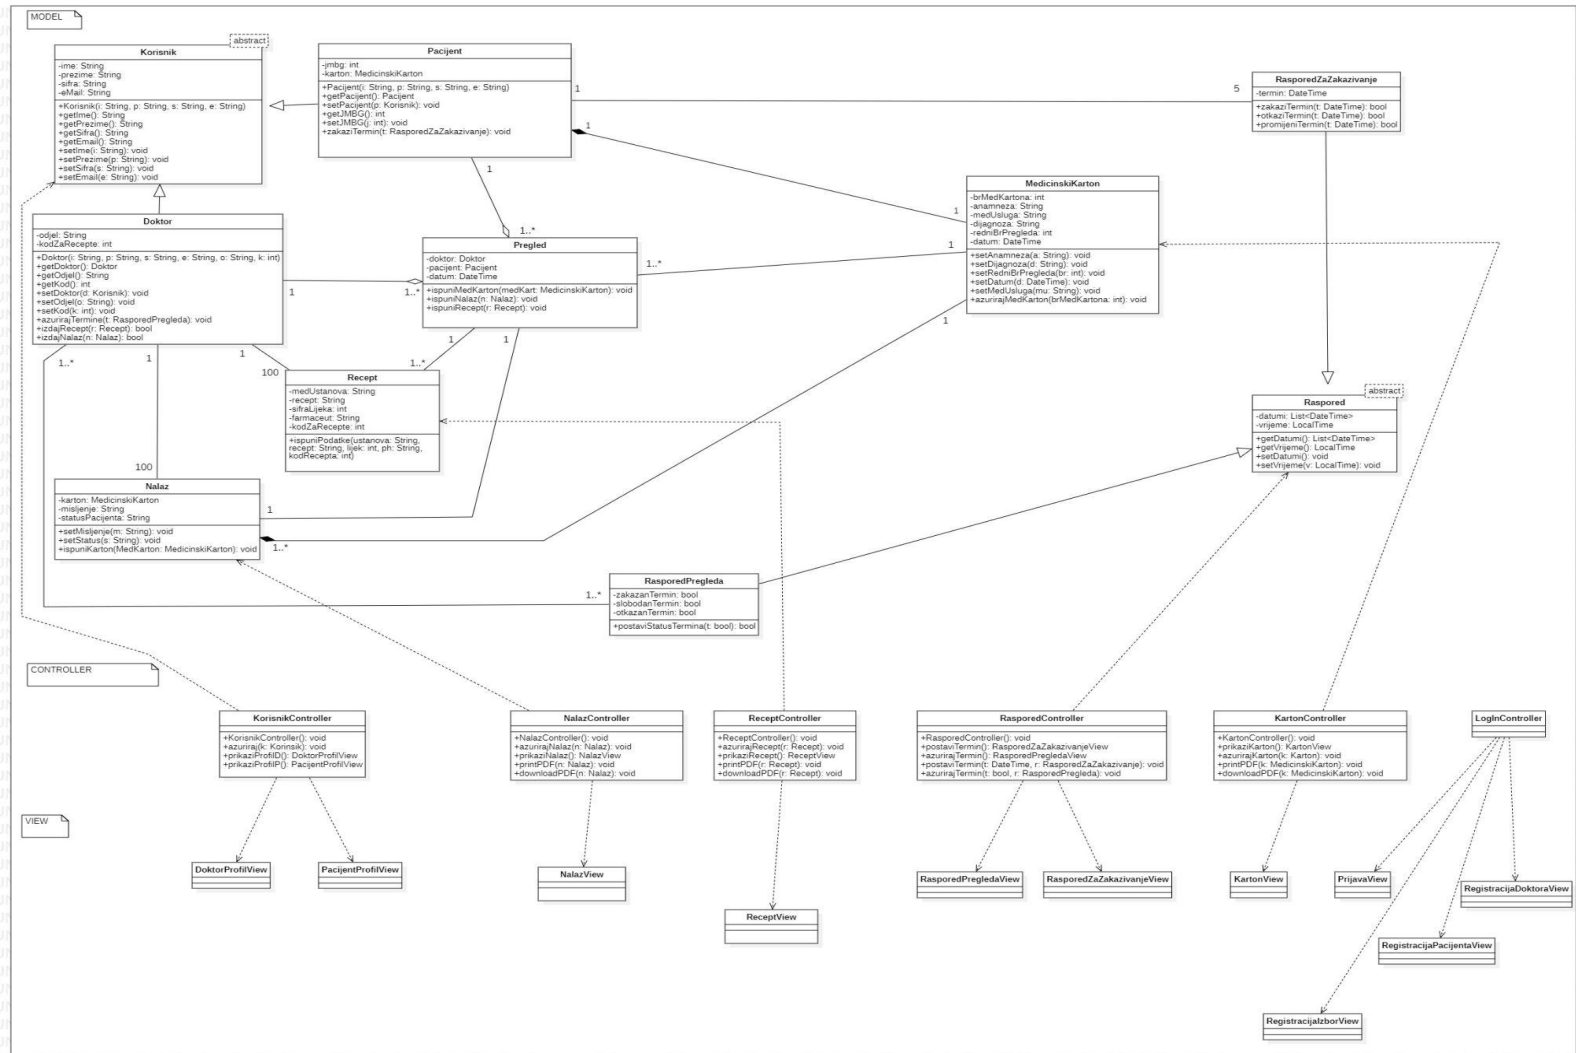 MODEL
abstract
Korisnik
-ime: String
-prezime: String
-sifra: String
-eMail: String
+Korisnik(i: String, p: String, s: String, e: String)
+getIme(): String
+getPrezime(): String
+getSifra(): String
+getEmail(): String
+setIme(i: String): void
+setPrezime(p: String): void
+setSifra(s: String): void
+setEmail(e: String): void
Pacijent
-jmbg: int
-karton: MedicinskiKarton
+Pacijent(i: String, p: String, s: String, e: String)
+getPacijent(): Pacijent
+setPacijent(p: Korisnik): void
+getJMBG(): int
+setJMBG(j: int): void
+zakaziTermin(t: RasporedZaZakazivanje): void
1
5
1
1
RasporedZaZakazivanje
-termin: DateTime
+zakaziTermin(t: DateTime): bool
+otkaziTermin(t: DateTime): bool
+promijeniTermin(t: DateTime): bool
MedicinskiKarton
-brMedKartona: int
-anamneza: String
-medUsluga: String
-dijagnoza: String
-redniBrPregleda: int
-datum: DateTime
+setAnamneza(a: String): void
+setDijagnoza(d: String): void
+setRedniBrPregleda(br: int): void
+setDatum(d: DateTime): void
+setMedUsluga(mu: String): void
+azurirajMedKarton(brMedKartona: int): void
1
1
1
Doktor
-odjel: String
-kodZaRecepte: int
+Doktor(i: String, p: String, s: String, e: String, o: String, k: int)
+getDoktor(): Doktor
+getOdjel(): String
+getKod(): int
+setDoktor(d: Korisnik): void
+setOdjel(o: String): void
+setKod(k: int): void
+azurirajTermine(t: RasporedPregleda): void
+izdajRecept(r: Recept): bool
+izdajNalaz(n: Nalaz): bool
1..*
Pregled
-doktor: Doktor
-pacijent: Pacijent
-datum: DateTime
+ispuniMedKarton(medKart: MedicinskiKarton): void
+ispuniNalaz(n: Nalaz): void
+ispuniRecept(r: Recept): void
1..*
1
1..*
1
1
1..*
1
1
1..*
100
Recept
-medUstanova: String
-recept: String
-sifraLijeka: int
-farmaceut: String
-kodZaRecepte: int
+ispuniPodatke(ustanova: String,
recept: String, lijek: int, ph: String,
kodRecepta: int)
abstract
Raspored
-datumi: List<DateTime>
-vrijeme: LocalTime
+getDatumi(): List<DateTime>
+getVrijeme(): LocalTime
+setDatumi(): void
+setVrijeme(v: LocalTime): void
100
Nalaz
-karton: MedicinskiKarton
-misljenje: String
-statusPacijenta: String
+setMisljenje(m: String): void
+setStatus(s: String): void
+ispuniKarton(MedKarton: MedicinskiKarton): void
1
1..*
1..*
RasporedPregleda
-zakazanTermin: bool
-slobodanTermin: bool
-otkazanTermin: bool
+postaviStatusTermina(t: bool): bool
CONTROLLER
KorisnikController
+KorisnikController(): void
+azuriraj(k: Korinsik): void
+prikaziProfilD(): DoktorProfilView
+prikaziProfilP(): PacijentProfilView
NalazController
+NalazController(): void
+azurirajNalaz(n: Nalaz): void
+prikaziNalaz(): NalazView
+printPDF(n: Nalaz): void
+downloadPDF(n: Nalaz): void
ReceptController
+ReceptController(): void
+azurirajRecept(r: Recept): void
+prikaziRecept(): ReceptView
+printPDF(r: Recept): void
+downloadPDF(r: Recept): void
RasporedController
+RasporedController(): void
+postaviTermin(): RasporedZaZakazivanjeView
+azurirajTermin(): RasporedPregledaView
+postaviTermin(t: DateTime, r: RasporedZaZakazivanje): void
+azurirajTermin(t: bool, r: RasporedPregleda): void
KartonController
+KartonController(): void
+prikaziKarton(): KartonView
+azurirajKarton(k: Karton): void
+printPDF(k: MedicinskiKarton): void
+downloadPDF(k: MedicinskiKarton): void
LogInController
VIEW
DoktorProfilView
PacijentProfilView
NalazView
ReceptView
RasporedPregledaView
RasporedZaZakazivanjeView
KartonView
PrijavaView
RegistracijaDoktoraView
RegistracijaPacijentaView
RegistracijaIzborView